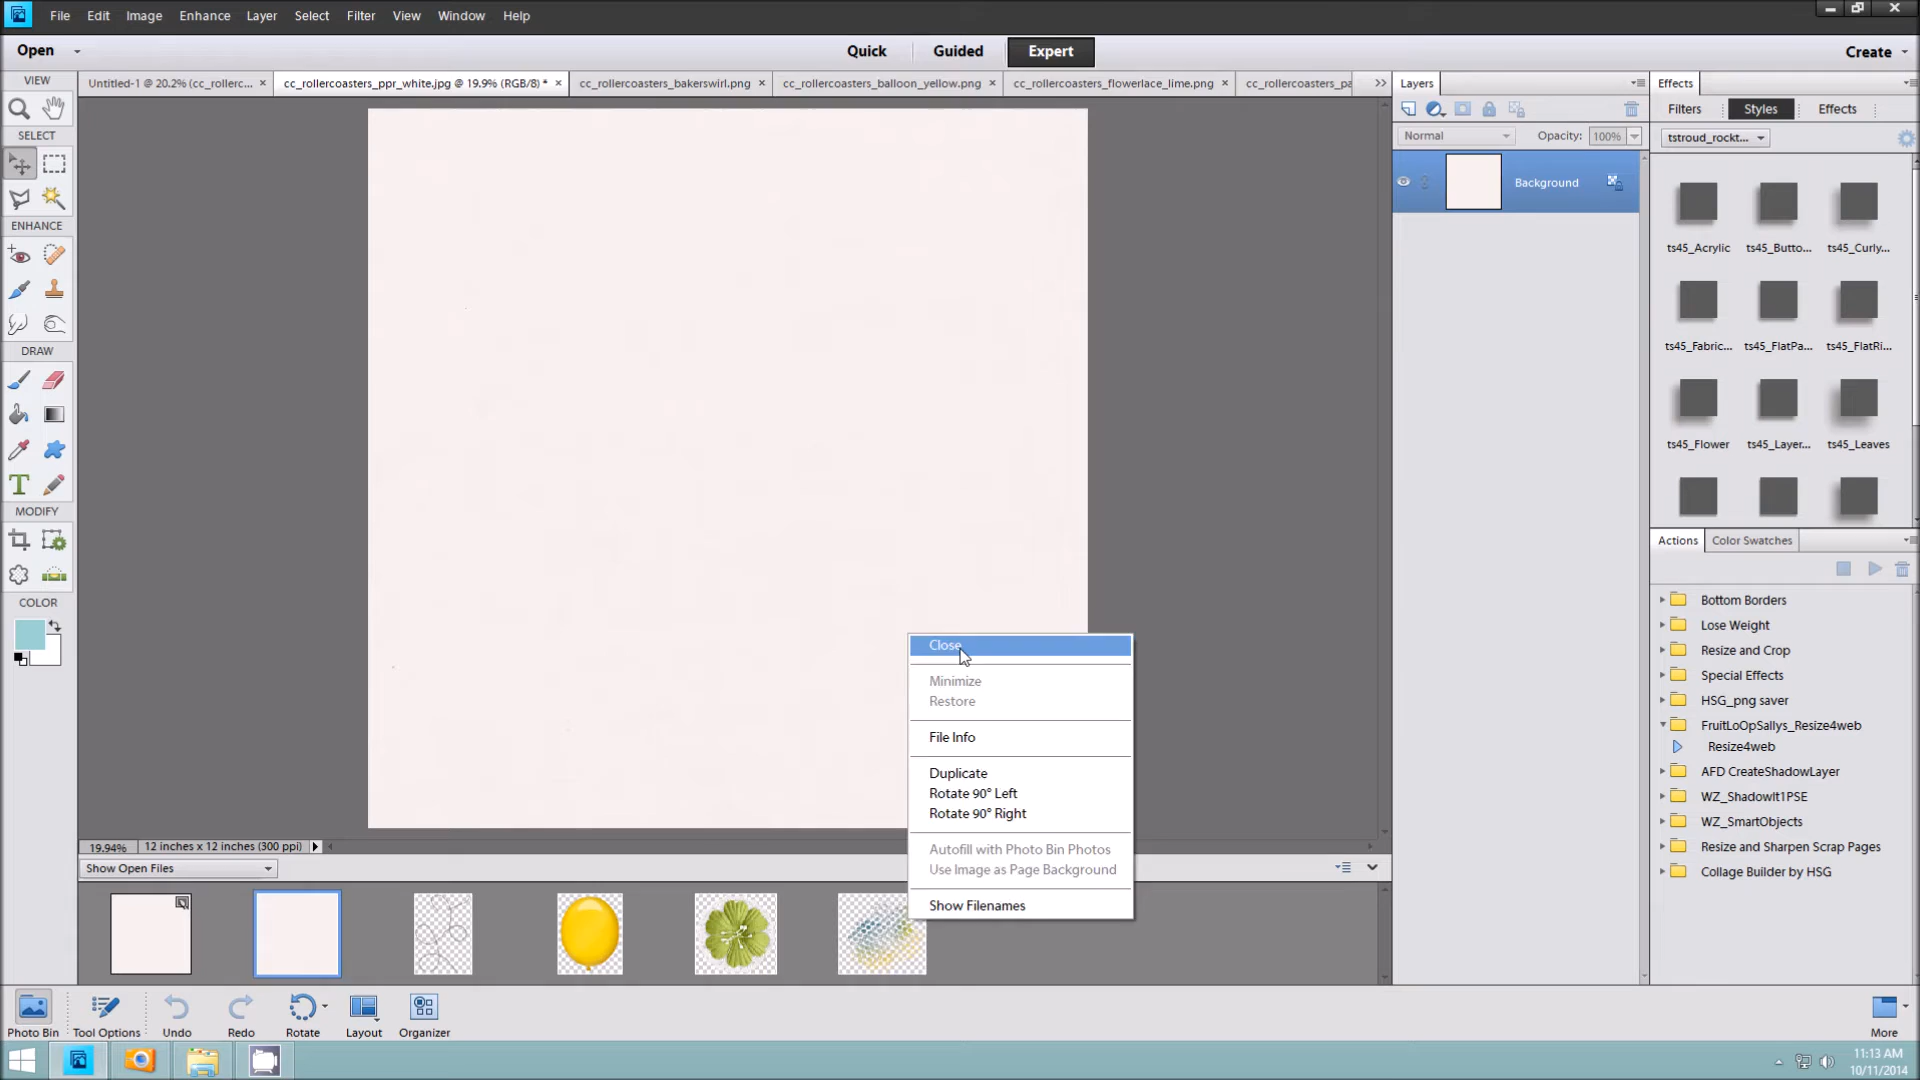 File Edit Image Enhance Layer Select Filter View Window Help
Open Quick Guided Expert Create
VIEW
Untitled-1 @ 20.2% (cc_rollerc... × cc_rollercoasters_ppr_white.jpg @ 19.9% (RGB/8) * × cc_rollercoasters_bakerswirl.png × cc_rollercoasters_balloon_yellow.png × cc_rollercoasters_flowerlace_lime.png × cc_rollercoasters_pa >>
Layers
Effects
Filters Styles Effects
SELECT
Normal Opacity: 100%
tstroud_rockt...
Background
ENHANCE
ts45_Acrylic ts45_Butto... ts45_Curly...
ts45_Fabric... ts45_FlatPa... ts45_FlatRi...
DRAW
ts45_Flower ts45_Layer... ts45_Leaves
T
MODIFY
COLOR
Actions Color Swatches
Bottom Borders
Lose Weight
Resize and Crop
Special Effects
HSG_png saver
FruitLoOpSallys_Resize4web
Resize4web
AFD CreateShadowLayer
WZ_ShadowIt1PSE
WZ_SmartObjects
Resize and Sharpen Scrap Pages
Collage Builder by HSG
Close
Minimize
Restore
File Info
Duplicate
Rotate 90° Left
Rotate 90° Right
Autofill with Photo Bin Photos
Use Image as Page Background
Show Filenames
19.94% 12 inches x 12 inches (300 ppi)
Show Open Files
Photo Bin Tool Options Undo Redo Rotate Layout Organizer More
11:13 AM
10/11/2014